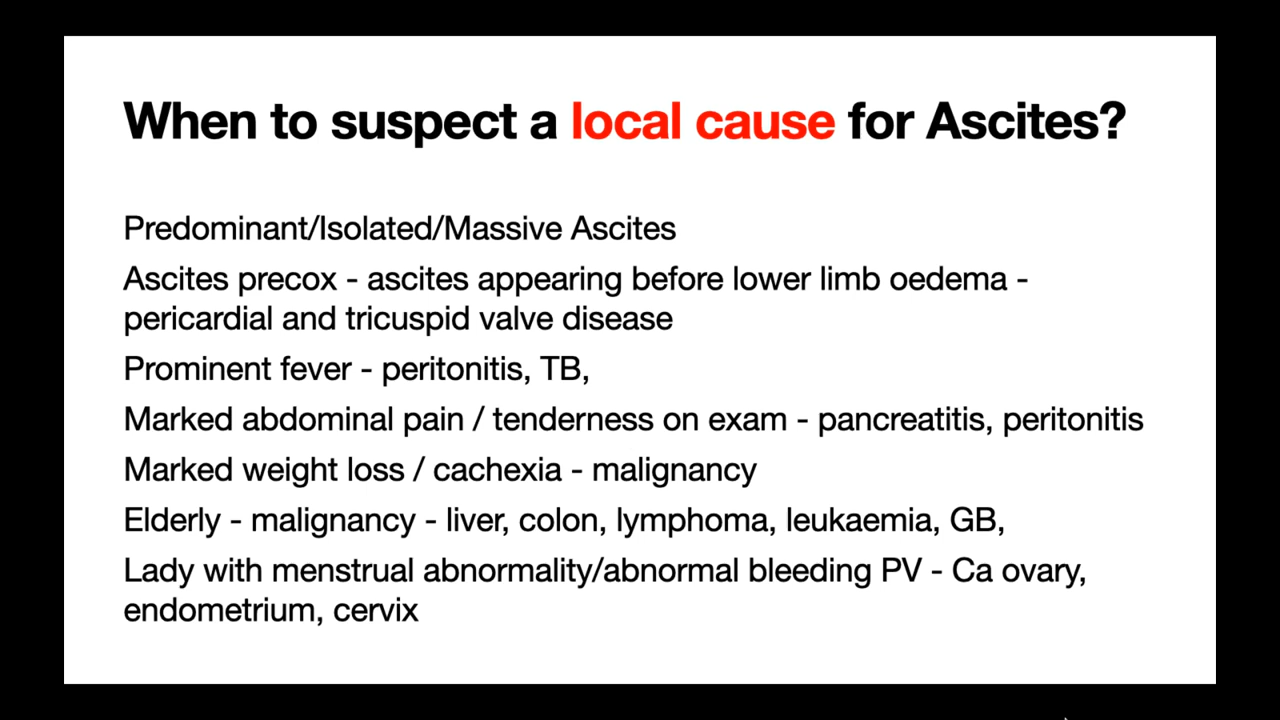 When to suspect a local cause for Ascites?
Predominant/Isolated/Massive Ascites
Ascites precox - ascites appearing before lower limb oedema -
pericardial and tricuspid valve disease
Prominent fever - peritonitis, TB,
Marked abdominal pain / tenderness on exam - pancreatitis, peritonitis
Marked weight loss / cachexia - malignancy
Elderly - malignancy - liver, colon, lymphoma, leukaemia, GB,
Lady with menstrual abnormality/abnormal bleeding PV - Ca ovary,
endometrium, cervix